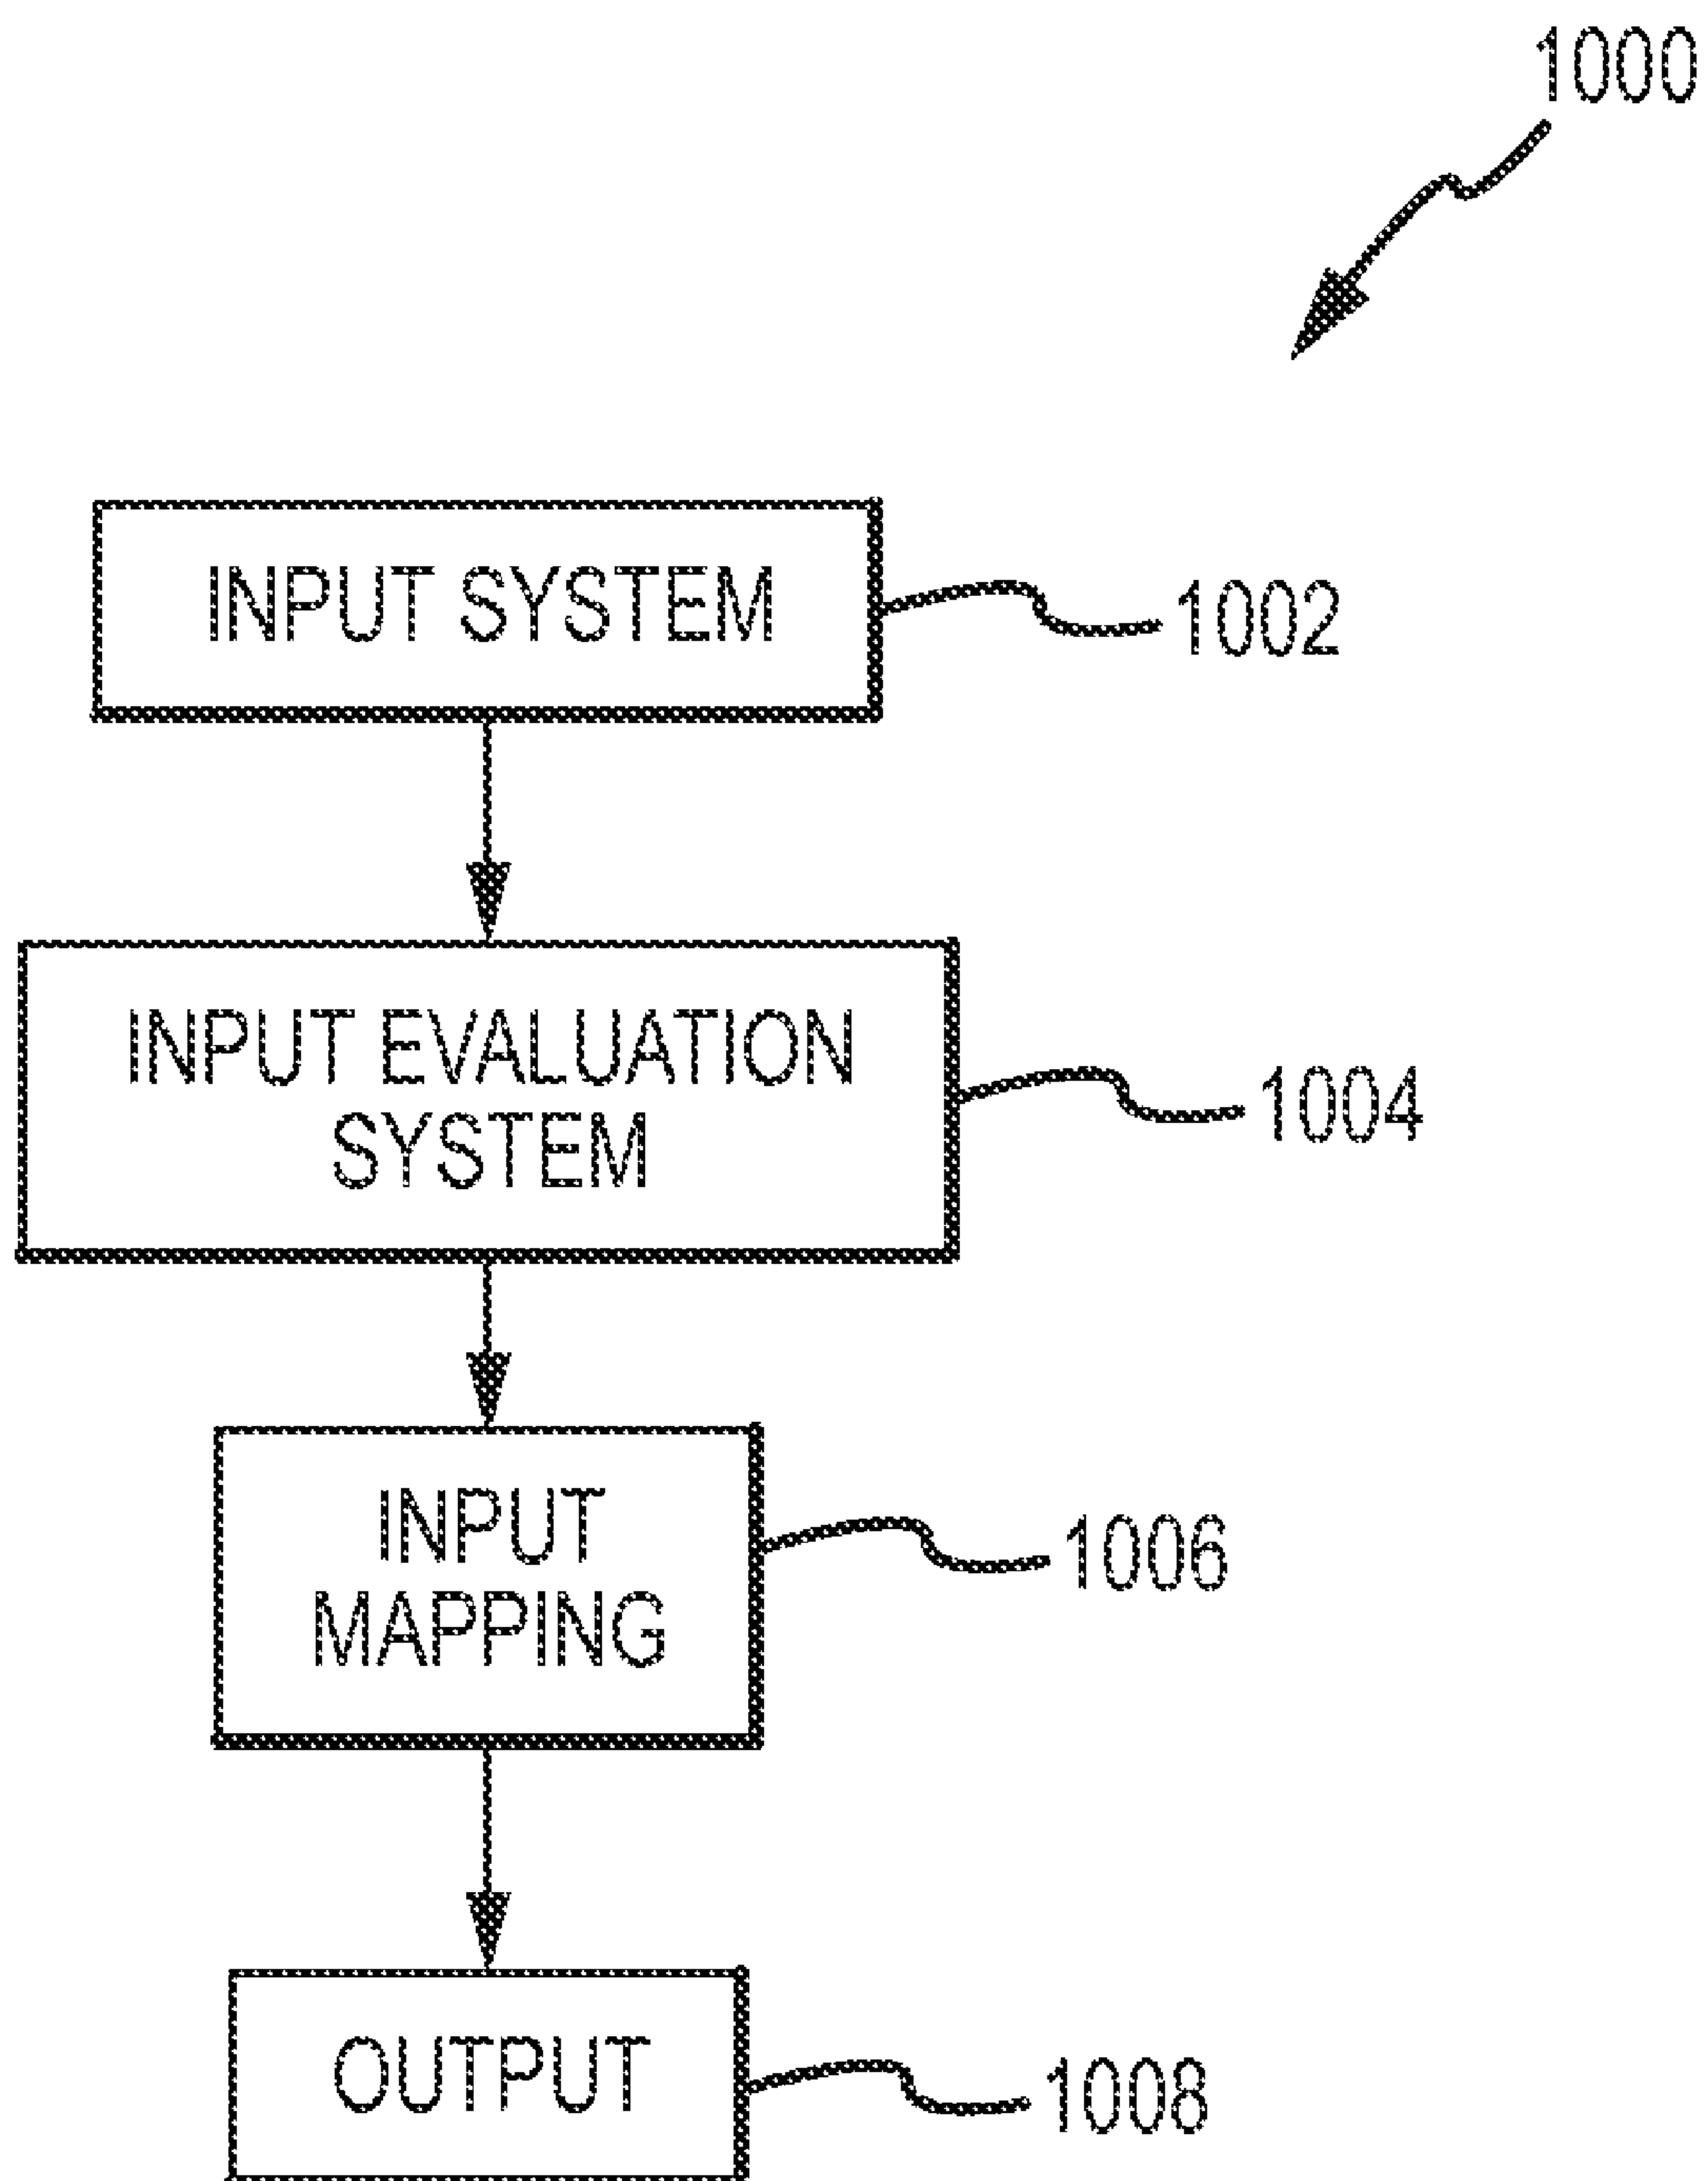 1000
INPUT SYSTEM
1002
INPUT EVALUATION
SYSTEM
1004
INPUT
MAPPING
1006
OUTPUT
1008